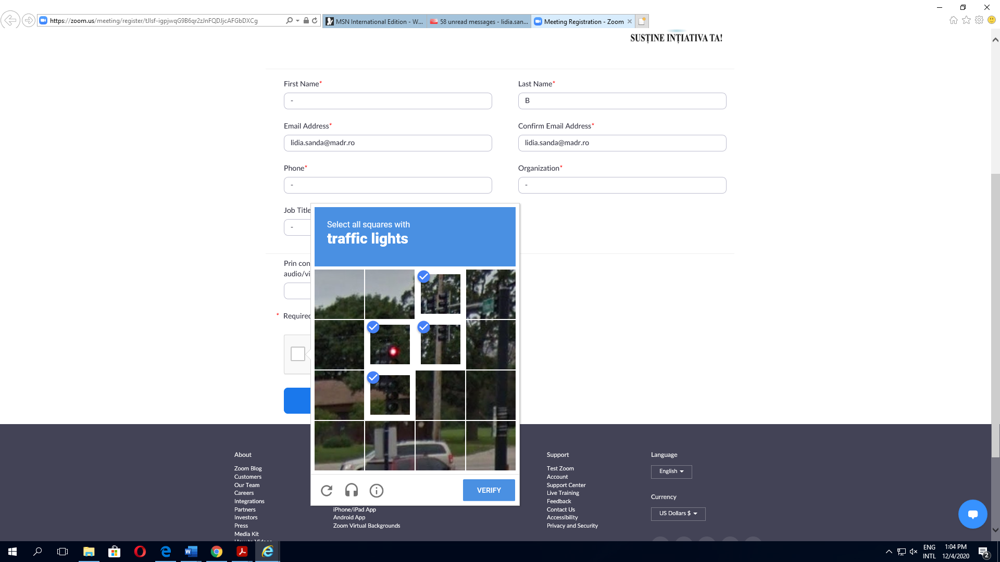 https://zoom.us/meeting/register/tJIsf-igpjwqG9B6qr2zJnFQDJjcAFGbDXCg
MSN International Edition - W...
58 unread messages - lidia.san...
Meeting Registration - Zoom
SUSȚINE INȚIATIVA TA!
First Name*
Last Name*
-
B
Email Address*
Confirm Email Address*
lidia.sanda@madr.ro
lidia.sanda@madr.ro
Phone*
Organization*
-
-
Job Title
-
Select all squares with
traffic lights
Prin con
audio/vi
* Required
VERIFY
About
Zoom Blog
Customers
Our Team
Careers
Integrations
Partners
Investors
Press
Media Kit
How to Videos
iPhone/iPad App
Android App
Zoom Virtual Backgrounds
Support
Test Zoom
Account
Support Center
Live Training
Feedback
Contact Us
Accessibility
Privacy and Security
Language
English
Currency
US Dollars $
ENG
INTL
1:04 PM
12/4/2020
2